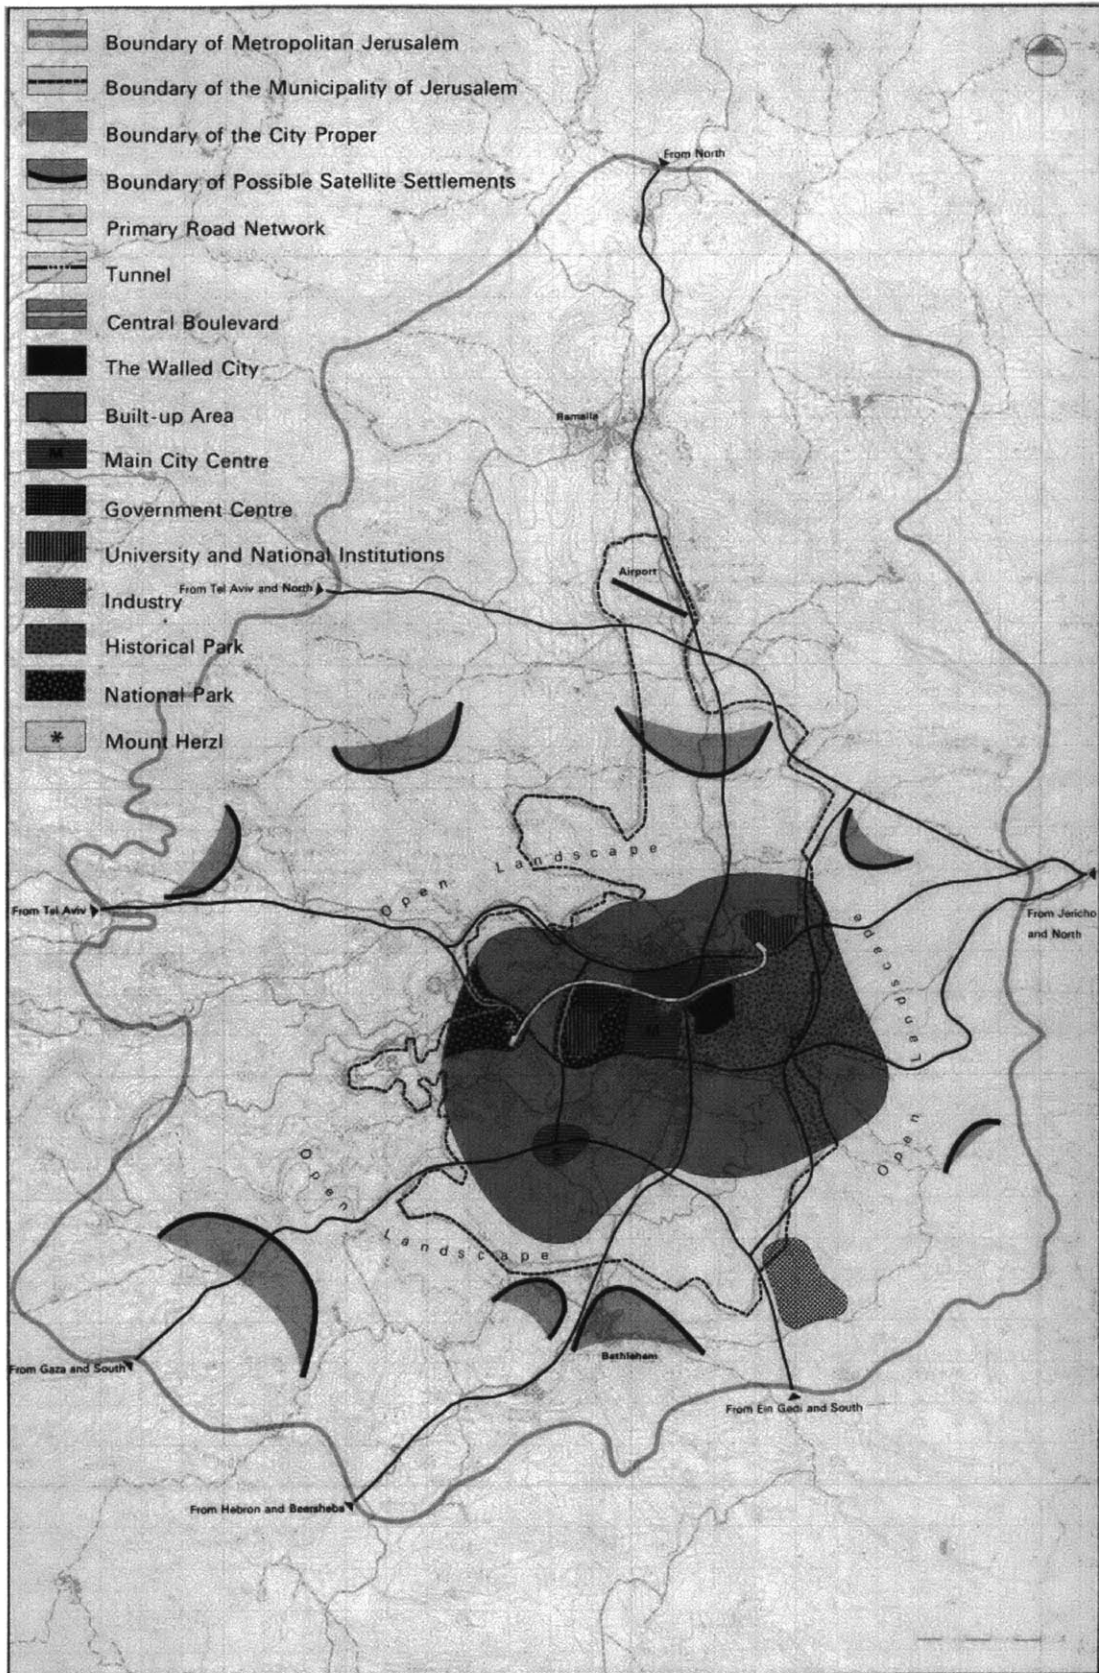 Boundary of Metropolitan Jerusalem
Boundary of the Municipality of Jerusalem
Boundary of the City Proper
Boundary of Possible Satellite Settlements
Primary Road Network
Tunnel
Central Boulevard
The Walled City
Built-up Area
M
Main City Centre
Government Centre
University and National Institutions
Industry
Historical Park
National Park
* Mount Herzl
From North
Ramalla
Airport
From Tel Aviv and North
Open Landscape
From Tel Aviv
From Jericho
and North
Open Landscape
M
S
Open Landscape
Bethlehem
From Gaza and South
From Ein Gedi and South
From Hebron and Beersheba